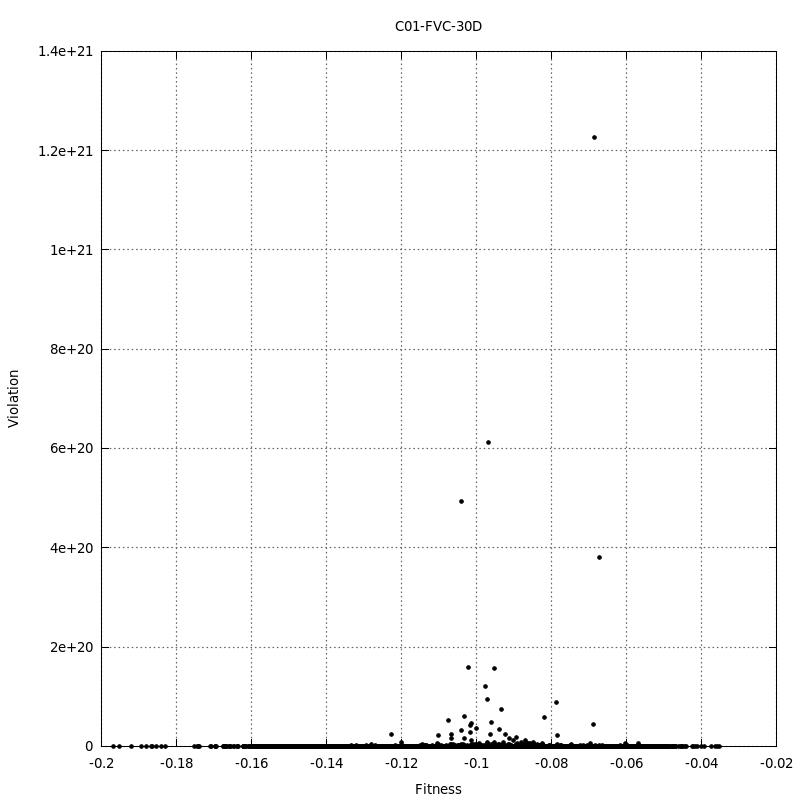 C01-FVC-30D
1.4e+21
1.2e+21
1e+21
8e+20
6e+20
4e+20
2e+20
0
Violation
-0.2 -0.18 -0.16 -0.14 -0.12 -0.1 -0.08 -0.06 -0.04 -0.02
Fitness